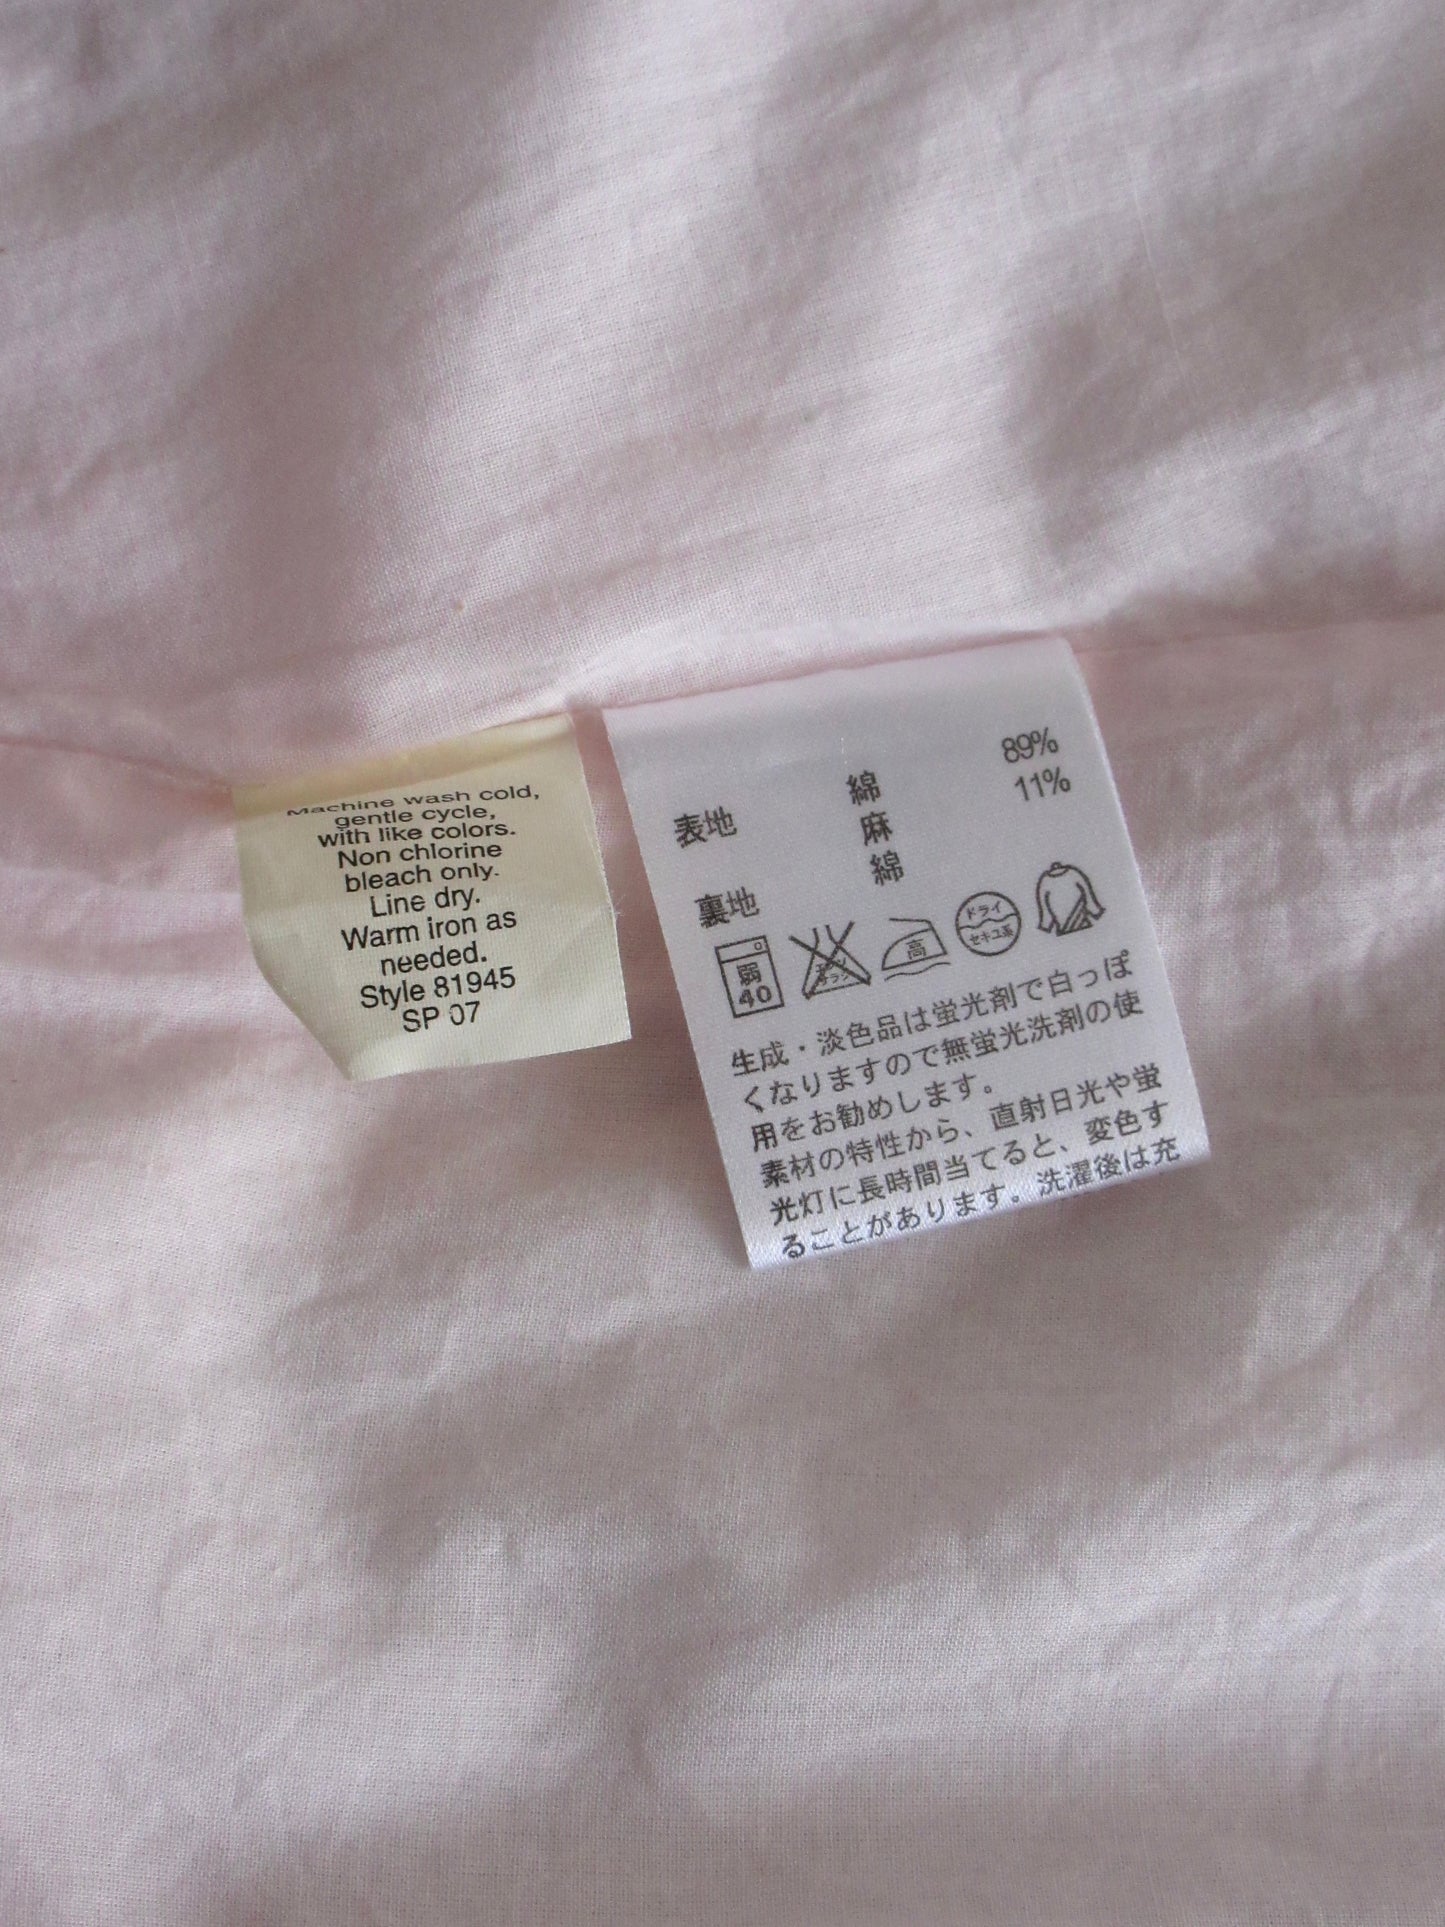 Machine wash cold,
gentle cycle,
with like colors.
Non chlorine
bleach only.
Line dry.
Warm iron as
needed.
Style 81945
SP 07
表地 綿 89%
麻 11%
裏地 綿
弱
40
エンソ
サラシ
高
ドライ
セキユ系
生成・淡色品は蛍光剤で白っぽ
くなりますので無蛍光洗剤の使
用をお勧めします。
素材の特性から、直射日光や蛍
光灯に長時間当てると、変色す
ることがあります。洗濯後は充